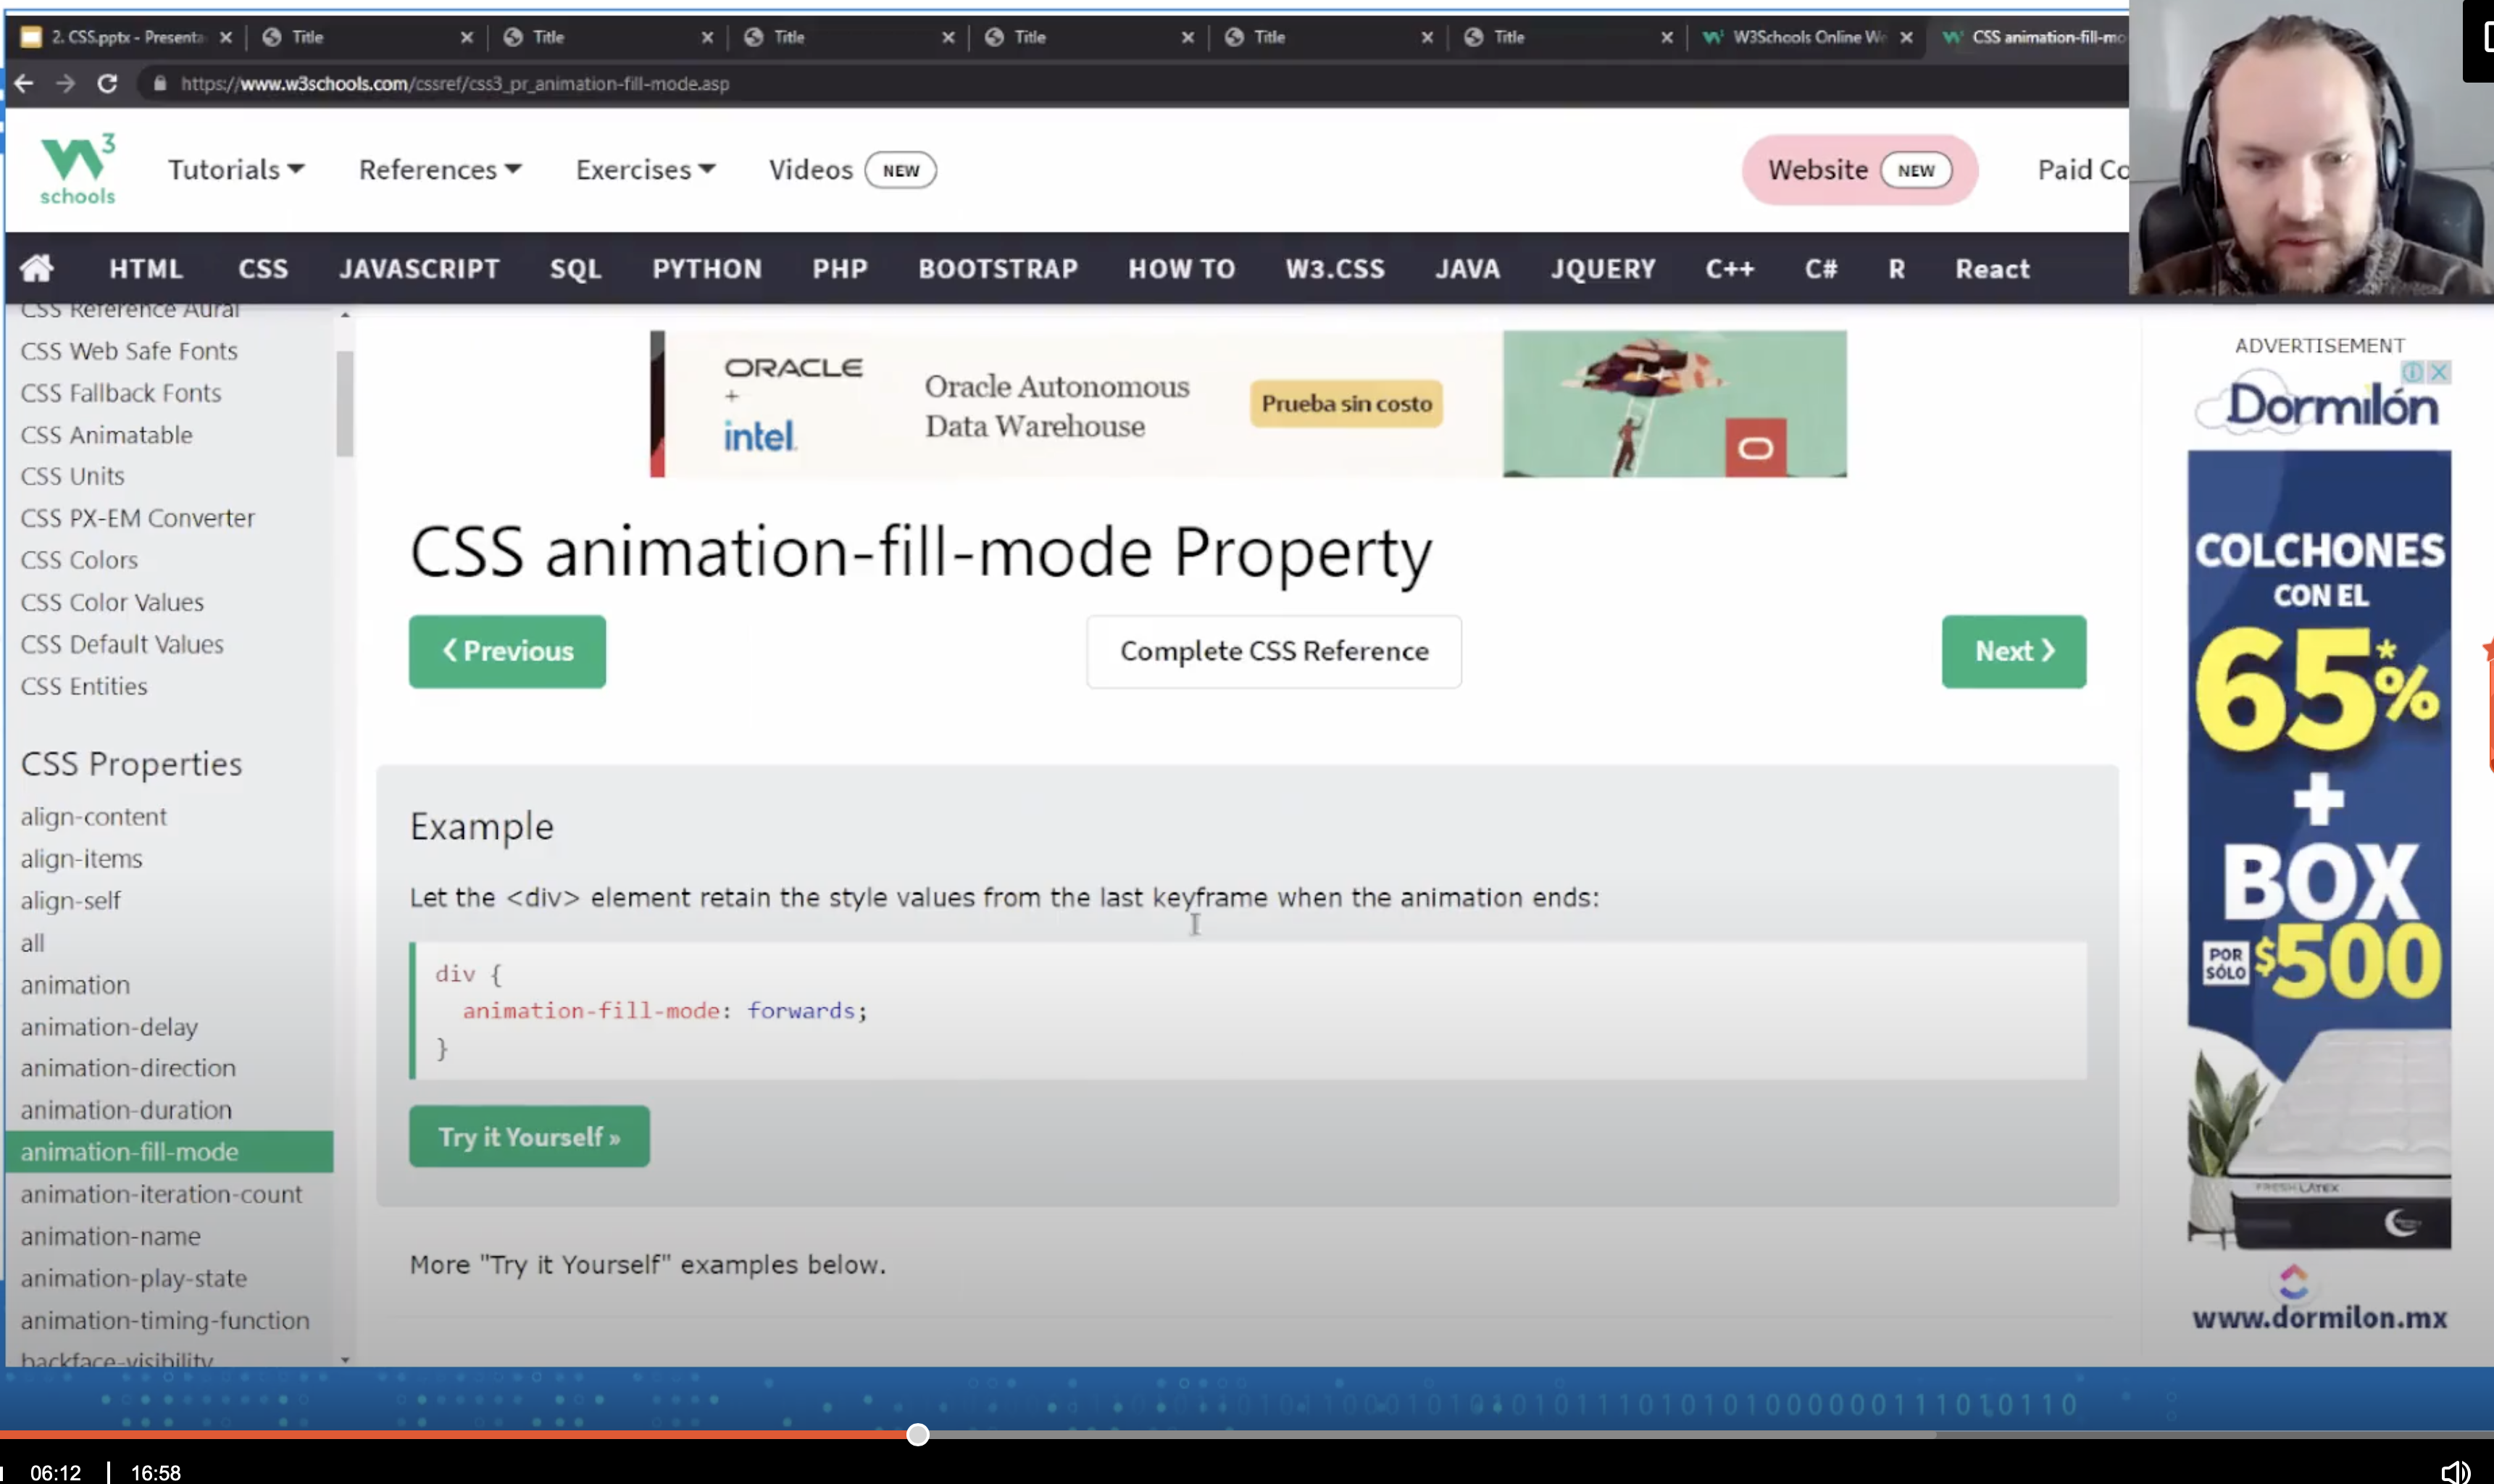 2. CSS.pptx - Presenta
Title
Title
Title
Title
Title
Title
W3Schools Online We
CSS animation-fill-mo
https://www.w3schools.com/cssref/css3_pr_animation-fill-mode.asp
W3
schools
Tutorials
References
Exercises
Videos NEW
Website NEW
Paid Co
HTML CSS JAVASCRIPT SQL PYTHON PHP BOOTSTRAP HOW TO W3.CSS JAVA JQUERY C++ C# R React
CSS Reference Aural
CSS Web Safe Fonts
CSS Fallback Fonts
CSS Animatable
CSS Units
CSS PX-EM Converter
CSS Colors
CSS Color Values
CSS Default Values
CSS Entities
CSS Properties
align-content
align-items
align-self
all
animation
animation-delay
animation-direction
animation-duration
animation-fill-mode
animation-iteration-count
animation-name
animation-play-state
animation-timing-function
backface-visibility
ORACLE
+
intel.
Oracle Autonomous
Data Warehouse
Prueba sin costo
CSS animation-fill-mode Property
❮ Previous
Complete CSS Reference
Next ❯
Example
Let the <div> element retain the style values from the last keyframe when the animation ends:
div {
animation-fill-mode: forwards;
}
Try it Yourself »
More "Try it Yourself" examples below.
ADVERTISEMENT
Dormilón
COLCHONES
CON EL
65%*
+
BOX
POR SÓLO $500
FRESH LATEX
www.dormilon.mx
06:12 | 16:58